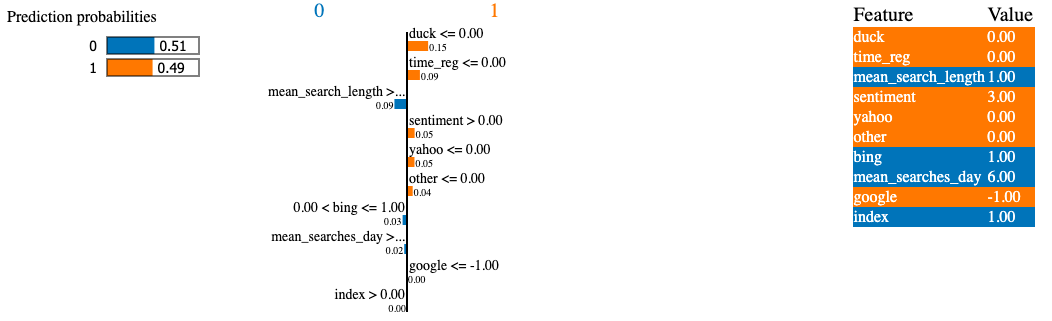 Prediction probabilities
0 0.51
1 0.49
0 1
duck <= 0.00
0.15
time_reg <= 0.00
0.09
mean_search_length >...
0.09
sentiment > 0.00
0.05
yahoo <= 0.00
0.05
other <= 0.00
0.04
0.00 < bing <= 1.00
0.03
mean_searches_day >...
0.02
google <= -1.00
0.00
index > 0.00
0.00
Feature Value
duck 0.00
time_reg 0.00
mean_search_length 1.00
sentiment 3.00
yahoo 0.00
other 0.00
bing 1.00
mean_searches_day 6.00
google -1.00
index 1.00